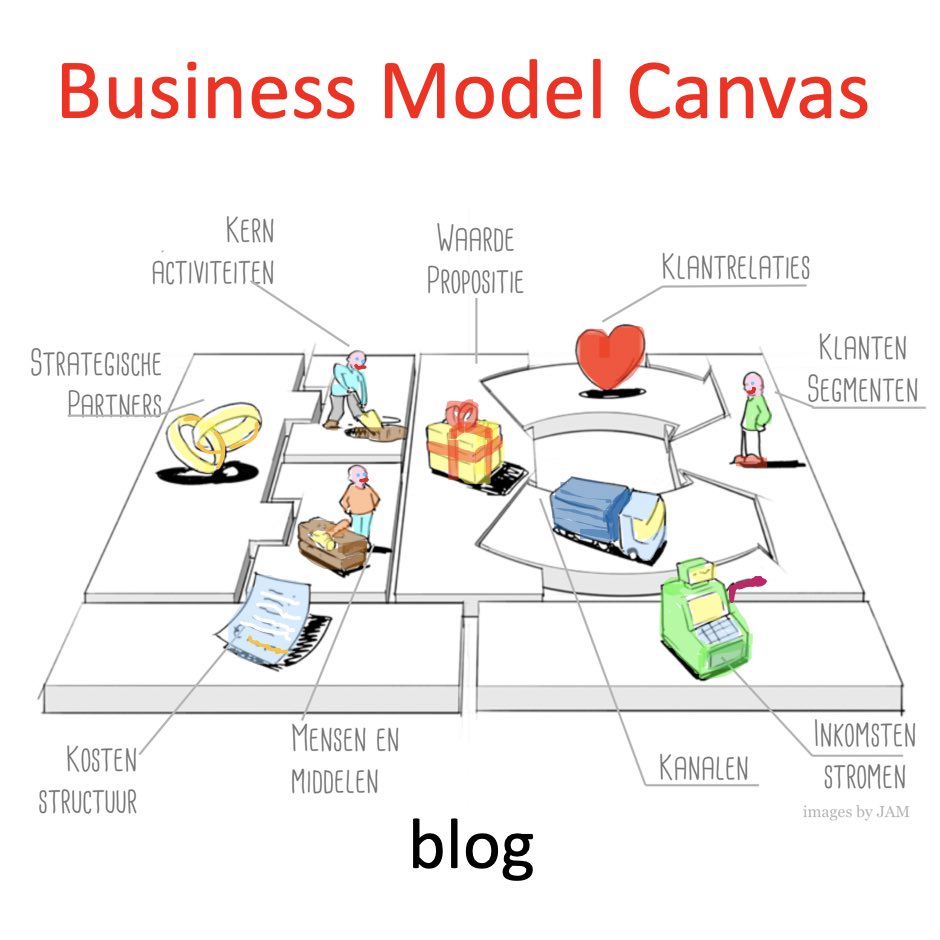 Business Model Canvas
KERN
ACTIVITEITEN
WAARDE
PROPOSITIE
KLANTRELATIES
STRATEGISCHE
PARTNERS
KLANTEN
SEGMENTEN
KOSTEN
STRUCTUUR
MENSEN EN
MIDDELEN
KANALEN
INKOMSTEN
STROMEN
images by JAM
blog